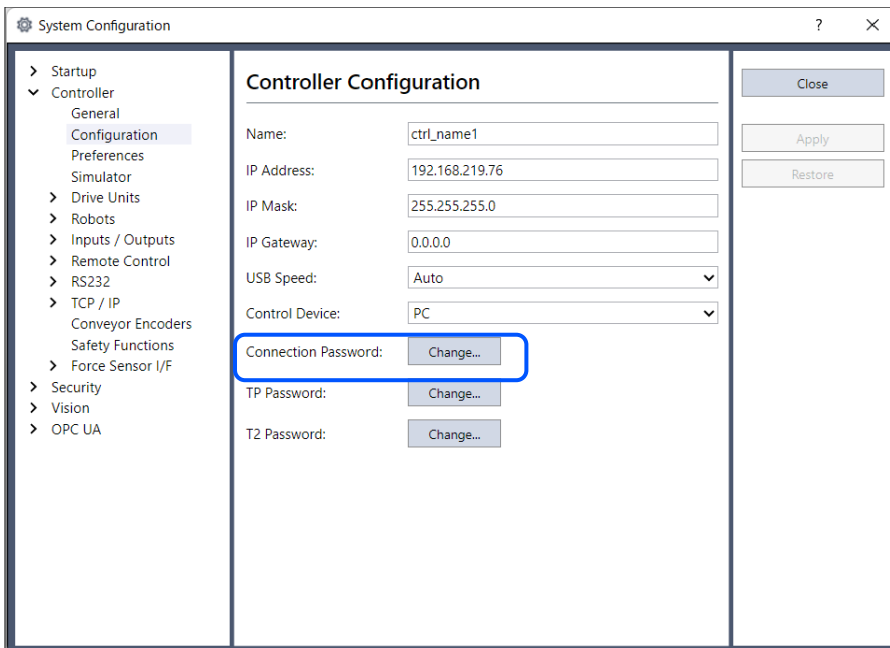 System Configuration
?
Startup
Controller
General
Configuration
Preferences
Simulator
Drive Units
Robots
Inputs / Outputs
Remote Control
RS232
TCP / IP
Conveyor Encoders
Safety Functions
Force Sensor I/F
Security
Vision
OPC UA
Controller Configuration
Name: ctrl_name1
IP Address: 192.168.219.76
IP Mask: 255.255.255.0
IP Gateway: 0.0.0.0
USB Speed: Auto
Control Device: PC
Connection Password: Change...
TP Password: Change...
T2 Password: Change...
Close
Apply
Restore